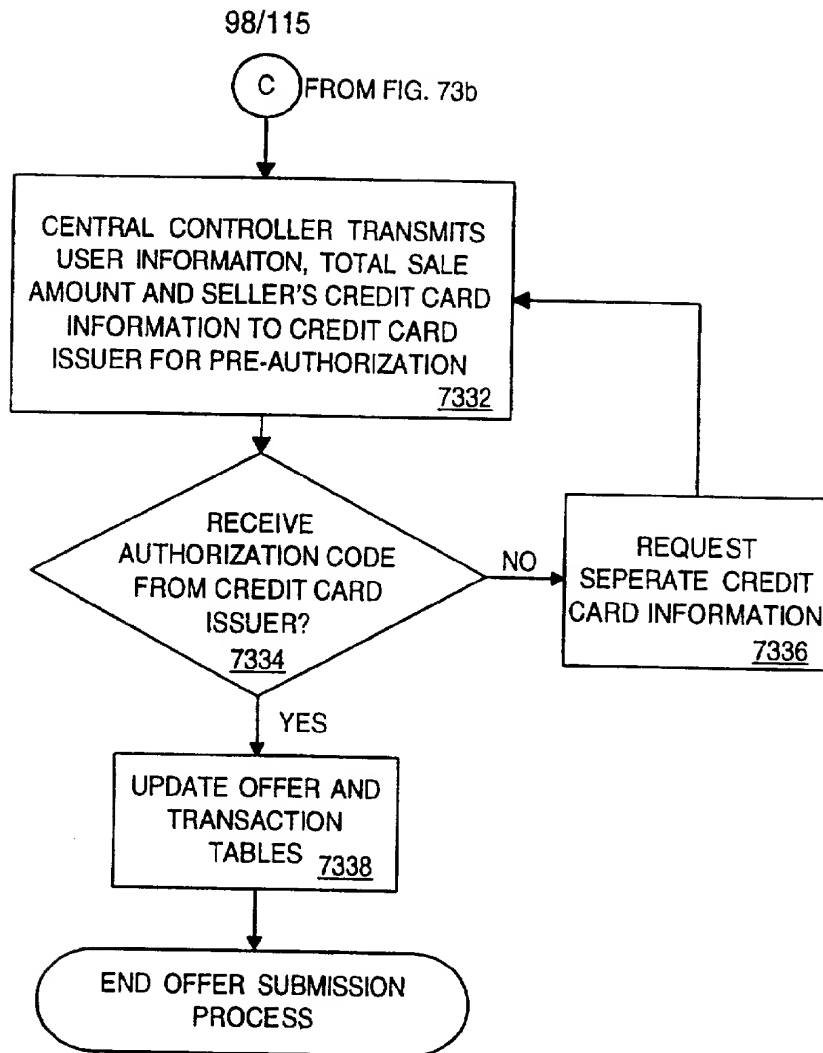 98/115
C FROM FIG. 73b
CENTRAL CONTROLLER TRANSMITS
USER INFORMAITON, TOTAL SALE
AMOUNT AND SELLER'S CREDIT CARD
INFORMATION TO CREDIT CARD
ISSUER FOR PRE-AUTHORIZATION
7332
RECEIVE
AUTHORIZATION CODE
FROM CREDIT CARD
ISSUER?
7334
NO
REQUEST
SEPERATE CREDIT
CARD INFORMATION
7336
YES
UPDATE OFFER AND
TRANSACTION
TABLES 7338
END OFFER SUBMISSION
PROCESS